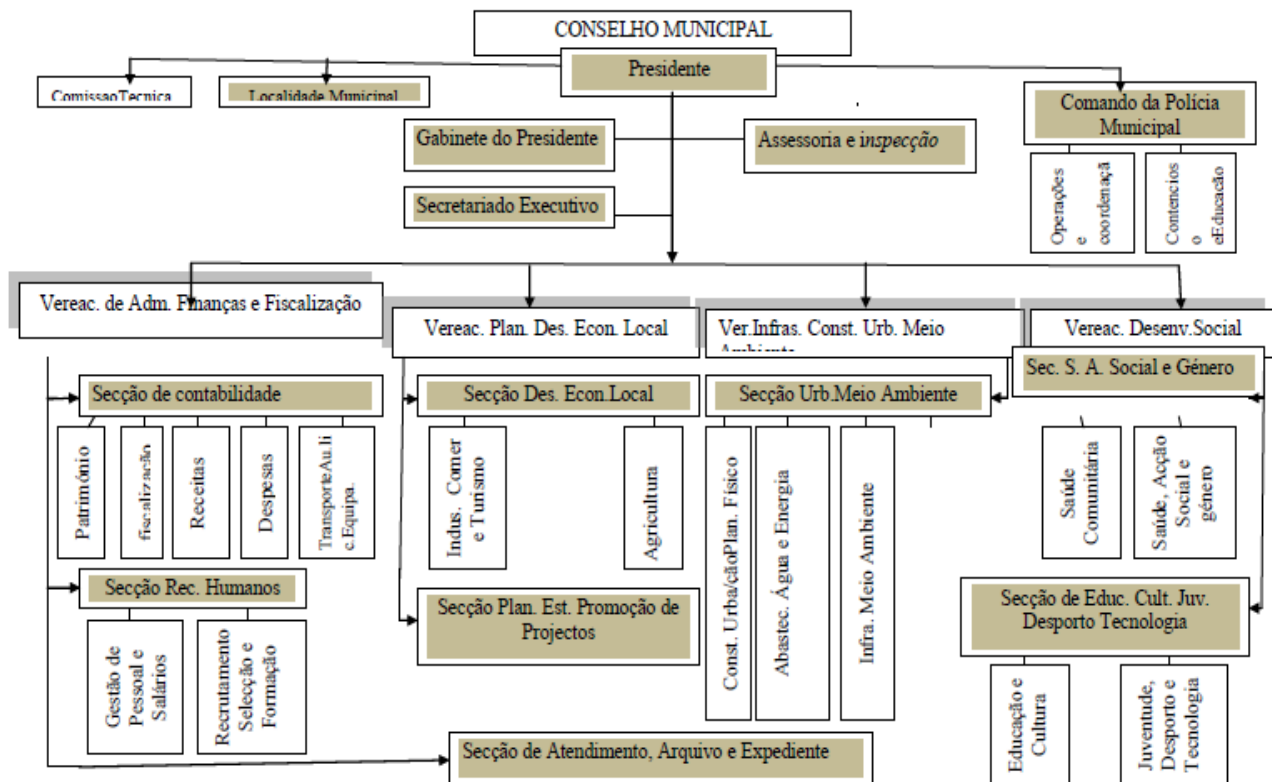 CONSELHO MUNICIPAL
Presidente
ComissaoTecnica
Localidade Municipal
Comando da Polícia
Municipal
Gabinete do Presidente
Assessoria e inspecção
Secretariado Executivo
Operações
e
coordenaçã
Contencios
o
eEducacão
Vereac. de Adm. Finanças e Fiscalização
Vereac. Plan. Des. Econ. Local
Ver.Infras. Const. Urb. Meio
Ambiente
Vereac. Desenv.Social
Sec. S. A. Social e Género
Secção de contabilidade
Secção Des. Econ.Local
Secção Urb.Meio Ambiente
Património
fiscalização
Receitas
Despesas
TransporteAu.li
c.Equipa.
Indus. Comer
e Turismo
Agricultura
Const. Urba/çãoPlan. Físico
Abastec. Água e Energia
Infra. Meio Ambiente
Saúde
Comunitária
Saúde, Acção
Social e
género
Secção Rec. Humanos
Secção Plan. Est. Promoção de
Projectos
Secção de Educ. Cult. Juv.
Desporto Tecnologia
Gestão de
Pessoal e
Salários
Recrutamento
Selecção e
Formação
Educação e
Cultura
Juventude,
Desporto e
Tecnologia
Secção de Atendimento, Arquivo e Expediente